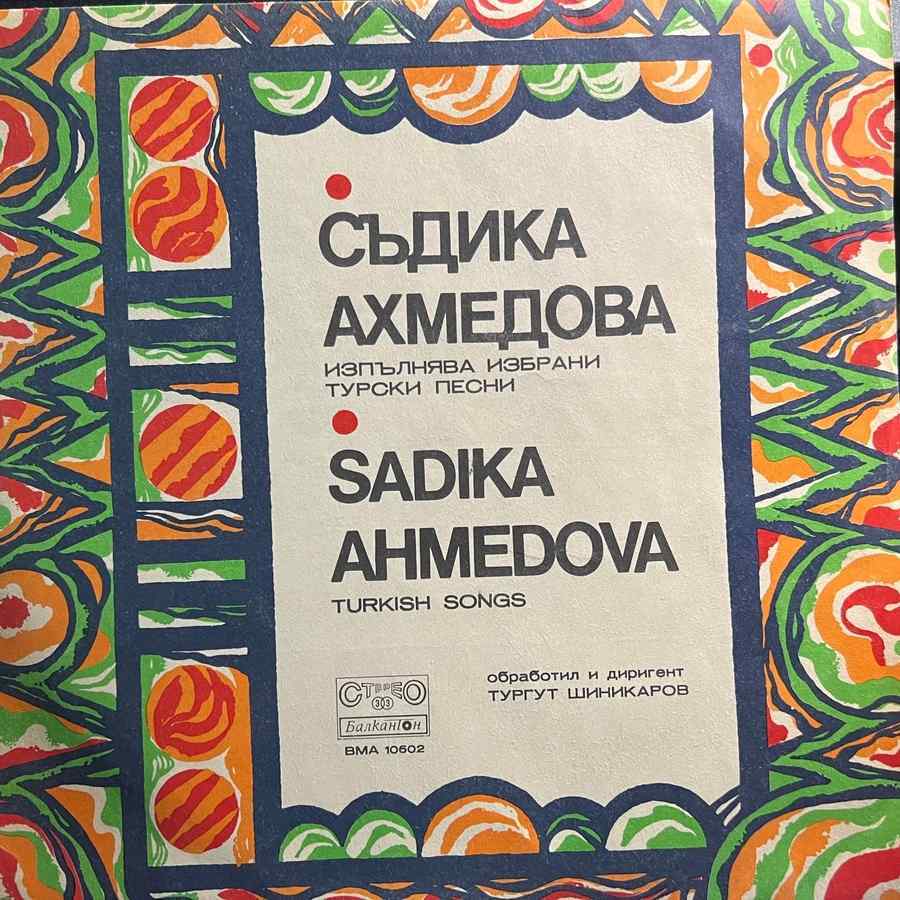 СЪДИКА
АХМЕДОВА
ИЗПЪЛНЯВА ИЗБРАНИ
ТУРСКИ ПЕСНИ
SADIKA
AHMEDOVA
TURKISH SONGS
обработил и диригент
ТУРГУТ ШИНИКАРОВ
СТЕРЕО
33
Балкантон
ВМА 10602